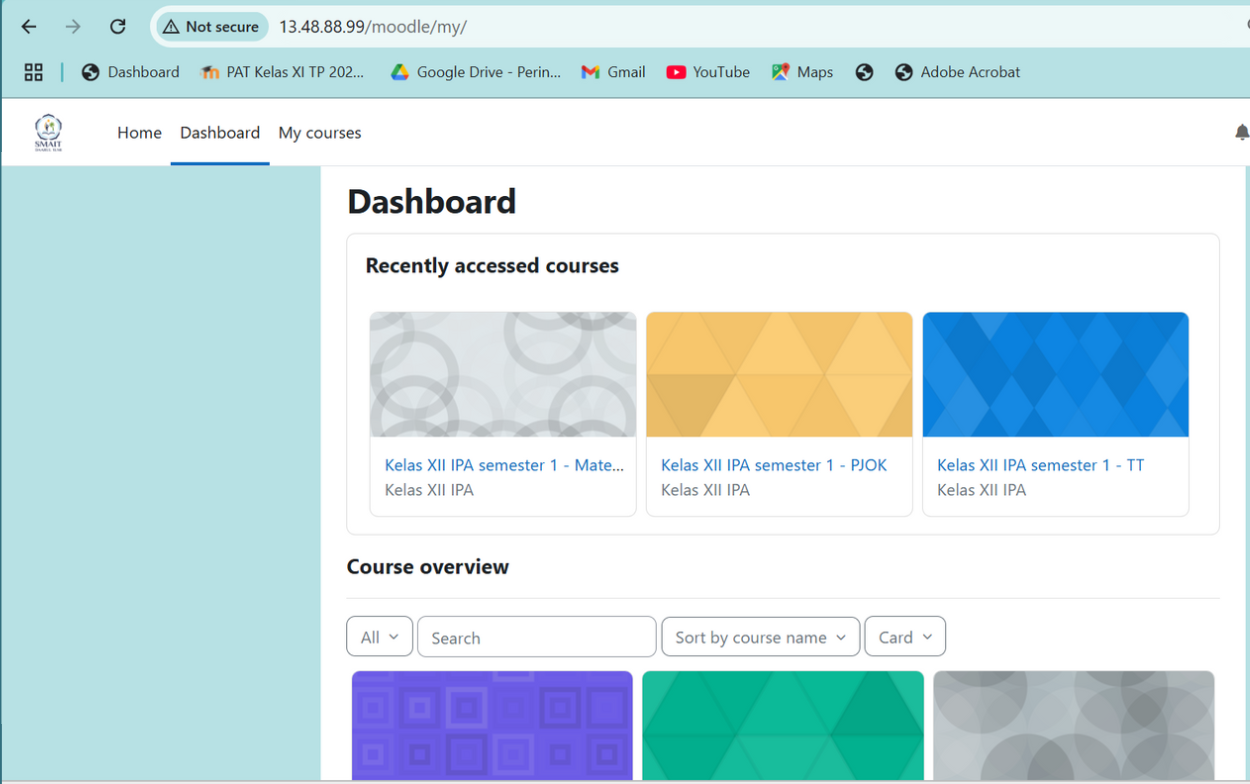 Not secure 13.48.88.99/moodle/my/
Dashboard PAT Kelas XI TP 202... Google Drive - Perin... Gmail YouTube Maps Adobe Acrobat
SMAIT
Home Dashboard My courses
Dashboard
Recently accessed courses
Kelas XII IPA semester 1 - Mate...
Kelas XII IPA
Kelas XII IPA semester 1 - PJOK
Kelas XII IPA
Kelas XII IPA semester 1 - TT
Kelas XII IPA
Course overview
All Search Sort by course name Card